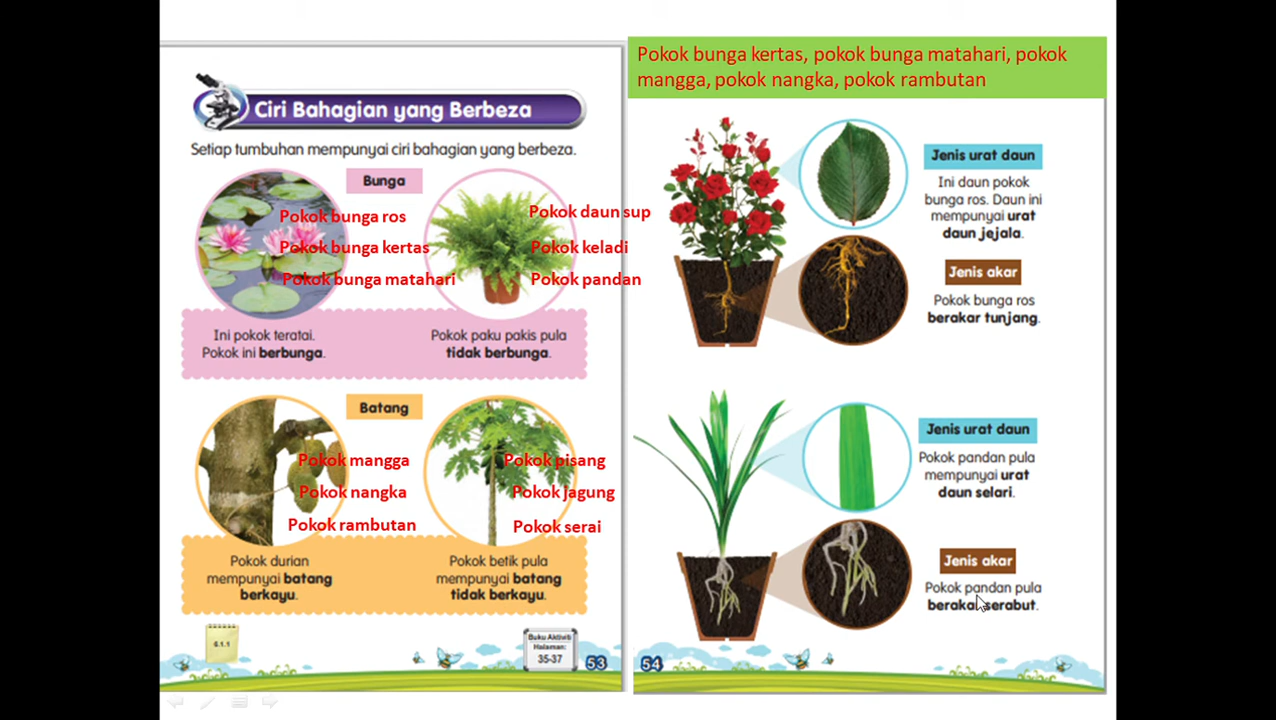 Pokok bunga kertas, pokok bunga matahari, pokok
mangga, pokok nangka, pokok rambutan
Ciri Bahagian yang Berbeza
Setiap tumbuhan mempunyai ciri bahagian yang berbeza.
Bunga
Pokok bunga ros
Pokok bunga kertas
Pokok bunga matahari
Pokok daun sup
Pokok keladi
Pokok pandan
Ini pokok teratai.
Pokok ini berbunga.
Pokok paku pakis pula
tidak berbunga.
Batang
Pokok mangga
Pokok nangka
Pokok rambutan
Pokok pisang
Pokok jagung
Pokok serai
Pokok durian
mempunyai batang
berkayu.
Pokok betik pula
mempunyai batang
tidak berkayu.
6.1.1
Buku Aktiviti
Halaman:
35-37
53
Jenis urat daun
Ini daun pokok
bunga ros. Daun ini
mempunyai urat
daun jejala.
Jenis akar
Pokok bunga ros
berakar tunjang.
Jenis urat daun
Pokok pandan pula
mempunyai urat
daun selari.
Jenis akar
Pokok pandan pula
berakar serabut.
54